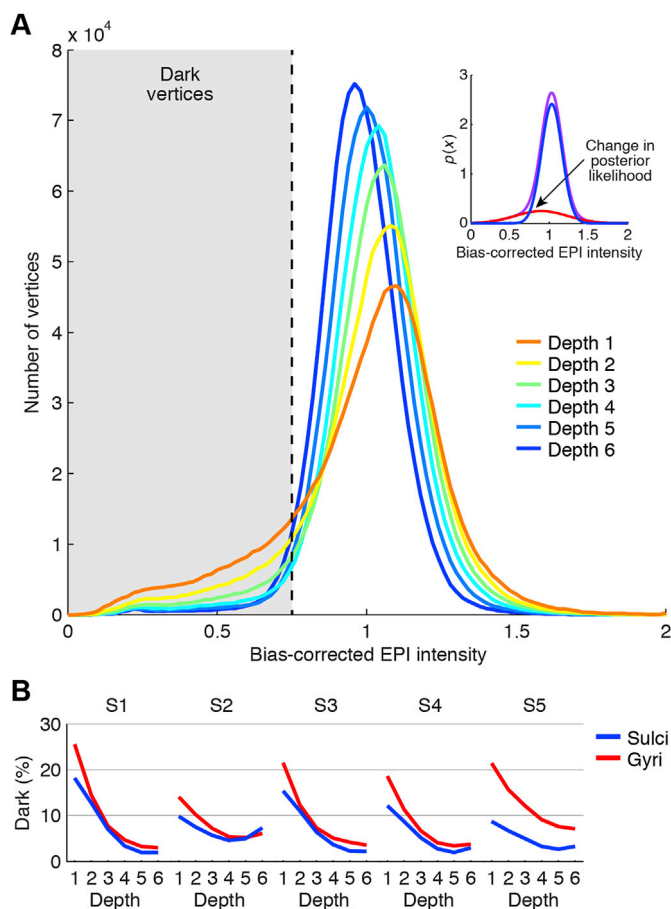 A
x 10⁴
8
7
6
5
4
3
2
1
0
Number of vertices
Dark
vertices
0 0.5 1 1.5 2
Bias-corrected EPI intensity
3
2
1
0
p(x)
Change in
posterior
likelihood
0 0.5 1 1.5 2
Bias-corrected EPI intensity
Depth 1
Depth 2
Depth 3
Depth 4
Depth 5
Depth 6
B
S1 S2 S3 S4 S5
30
20
10
0
Dark (%)
Sulci
Gyri
1 2 3 4 5 6 1 2 3 4 5 6 1 2 3 4 5 6 1 2 3 4 5 6 1 2 3 4 5 6
Depth Depth Depth Depth Depth